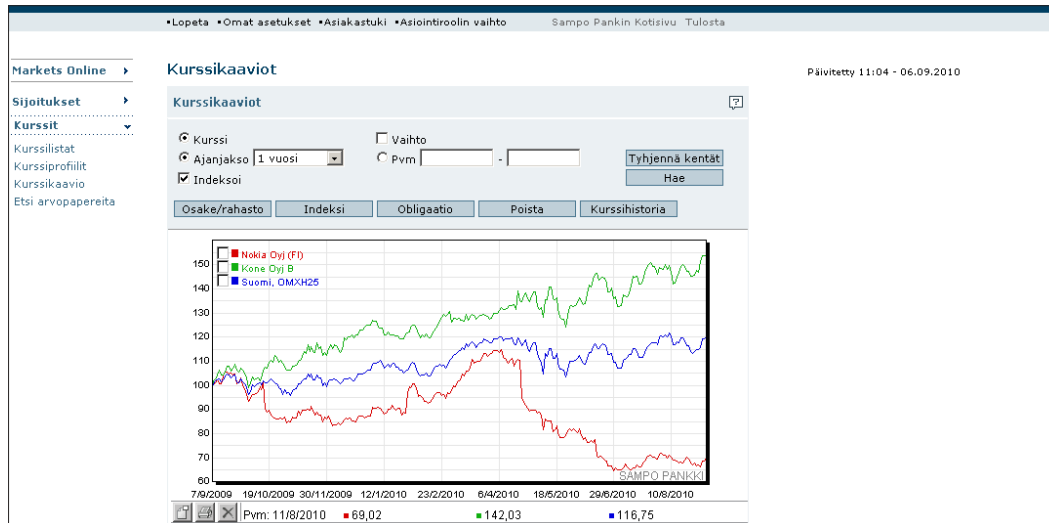 ▪Lopeta ▪Omat asetukset ▪Asiakastuki ▪Asiointiroolin vaihto Sampo Pankin Kotisivu Tulosta
Markets Online
Sijoitukset
Kurssit
Kurssilistat
Kurssiprofiilit
Kurssikaavio
Etsi arvopapereita
Kurssikaaviot
Päivitetty 11:04 - 06.09.2010
Kurssikaaviot ?
Kurssi Vaihto
Ajanjakso 1 vuosi Pvm - Tyhjennä kentät
Indeksoi Hae
Osake/rahasto Indeksi Obligaatio Poista Kurssihistoria
Nokia Oyj (FI)
Kone Oyj B
Suomi, OMXH25
150
140
130
120
110
100
90
80
70
60
SAMPO PANKKI
7/9/2009 19/10/2009 30/11/2009 12/1/2010 23/2/2010 6/4/2010 18/5/2010 29/6/2010 10/8/2010
Pvm: 11/8/2010 69,02 142,03 116,75